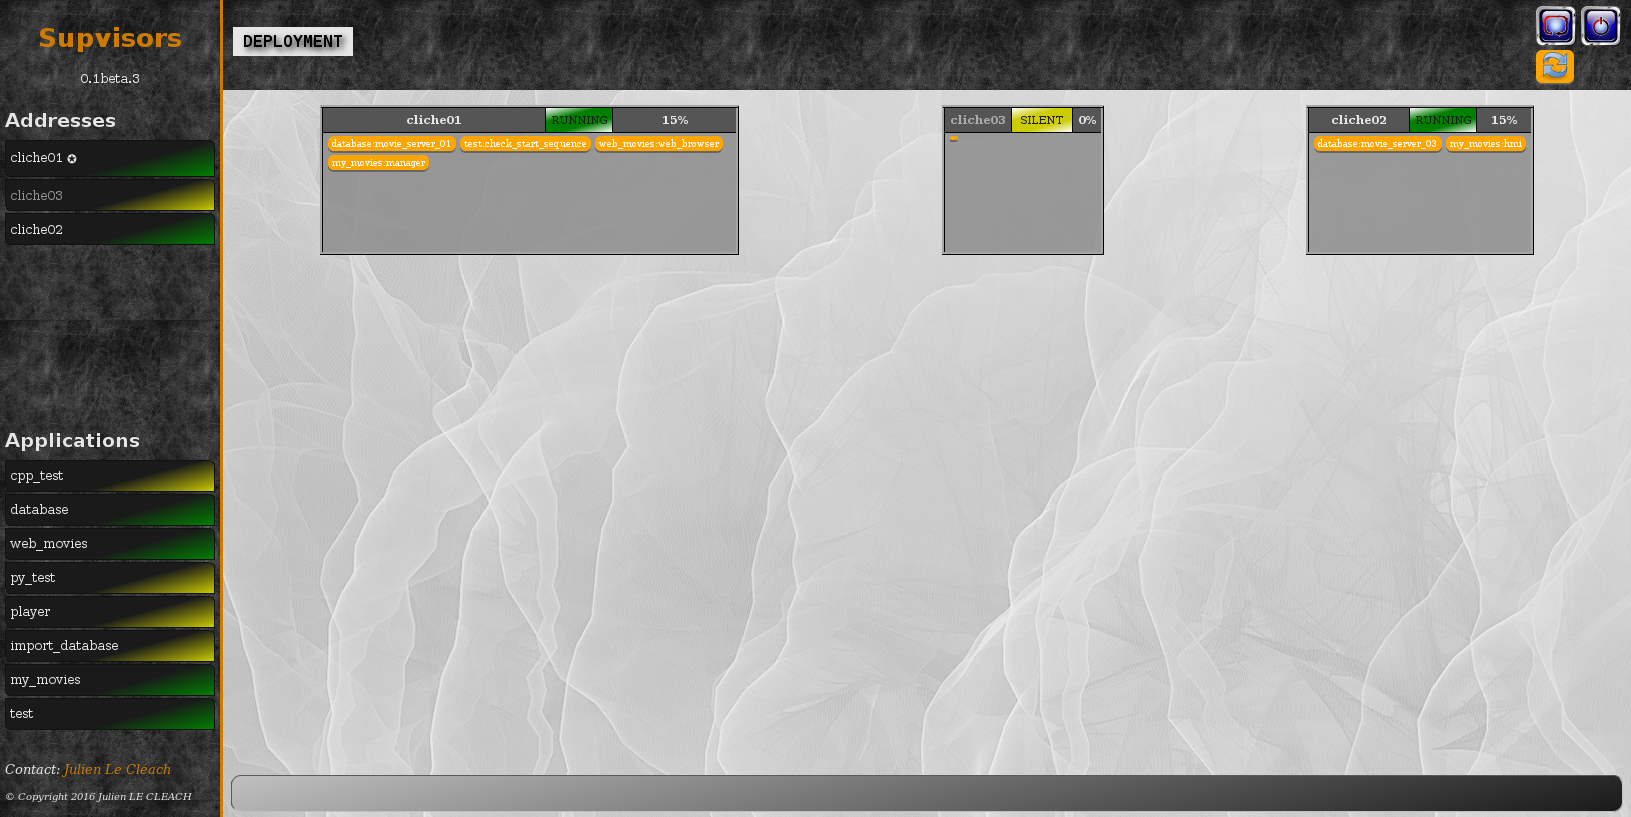 Supvisors
0.1beta.3
Addresses
cliche01 ✪
cliche03
cliche02
Applications
cpp_test
database
web_movies
py_test
player
import_database
my_movies
test
Contact: Julien Le Cleach
© Copyright 2016 Julien LE CLEACH
DEPLOYMENT
cliche01 RUNNING 15%
database:movie_server_01 test:check_start_sequence web_movies:web_browser
my_movies:manager
cliche03 SILENT 0%
cliche02 RUNNING 15%
database:movie_server_03 my_movies:hmi